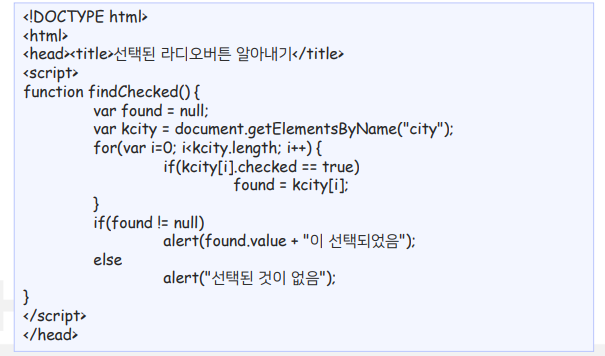 <!DOCTYPE html>
<html>
<head><title>선택된 라디오버튼 알아내기</title>
<script>
function findChecked() {
var found = null;
var kcity = document.getElementsByName("city");
for(var i=0; i<kcity.length; i++) {
if(kcity[i].checked == true)
found = kcity[i];
}
if(found != null)
alert(found.value + "이 선택되었음");
else
alert("선택된 것이 없음");
}
</script>
</head>